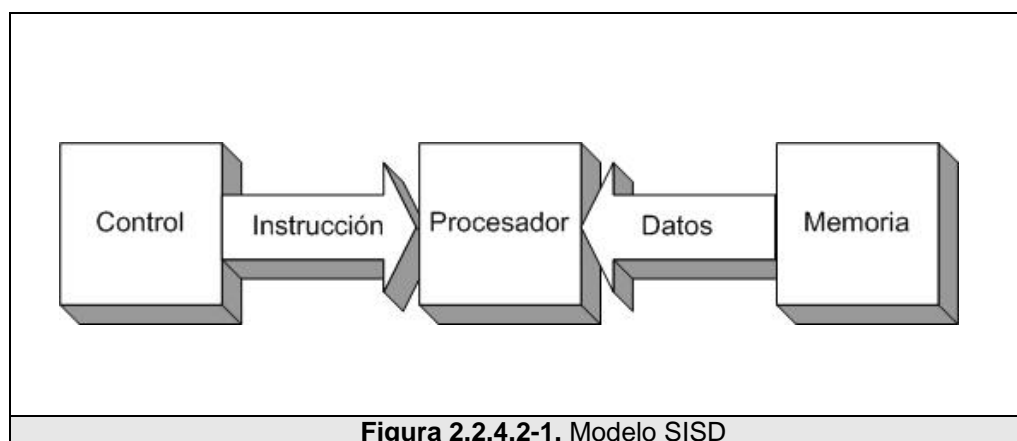 Control Instrucción Procesador Datos Memoria
Figura 2.2.4.2-1. Modelo SISD